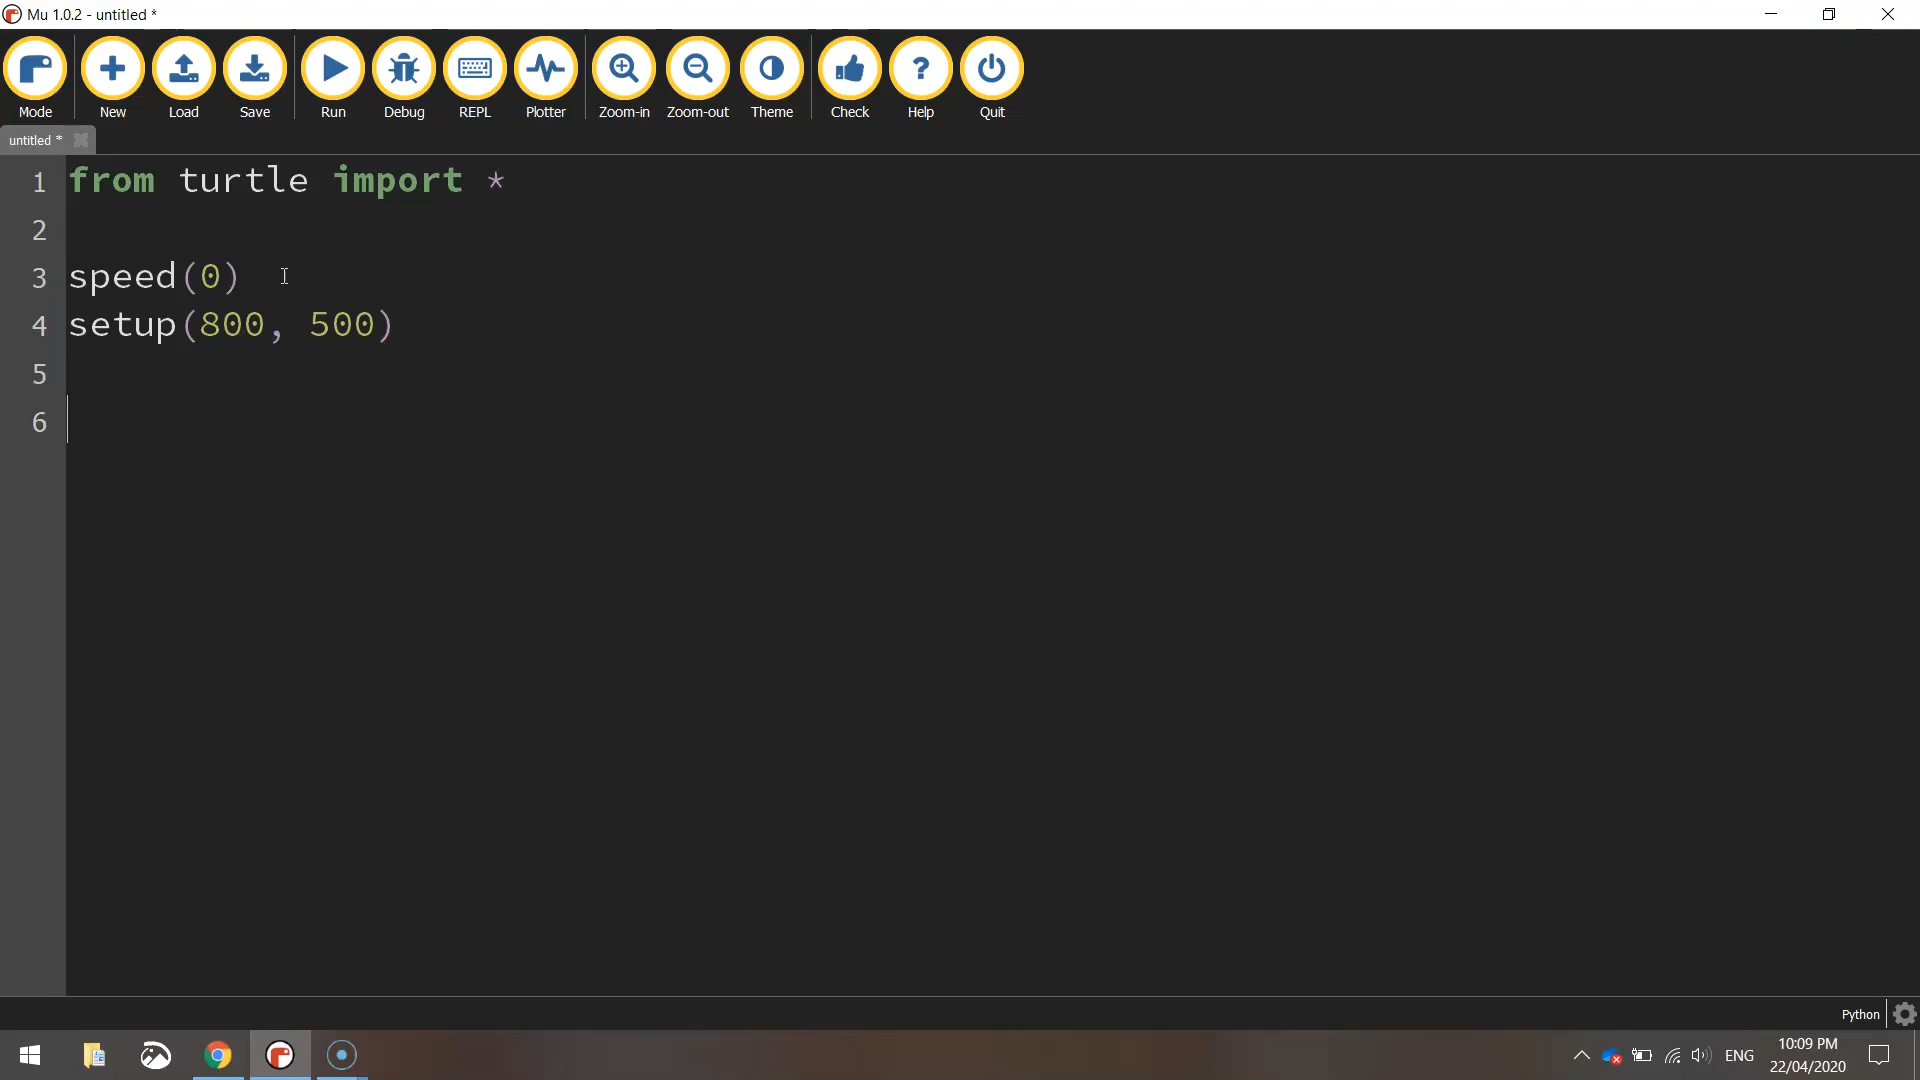 Mu 1.0.2 - untitled *
Mode New Load Save Run Debug REPL Plotter Zoom-in Zoom-out Theme Check Help Quit
untitled *
1 from turtle import *
2
3 speed(0)
4 setup(800, 500)
5
6
Python
ENG
10:09 PM
22/04/2020